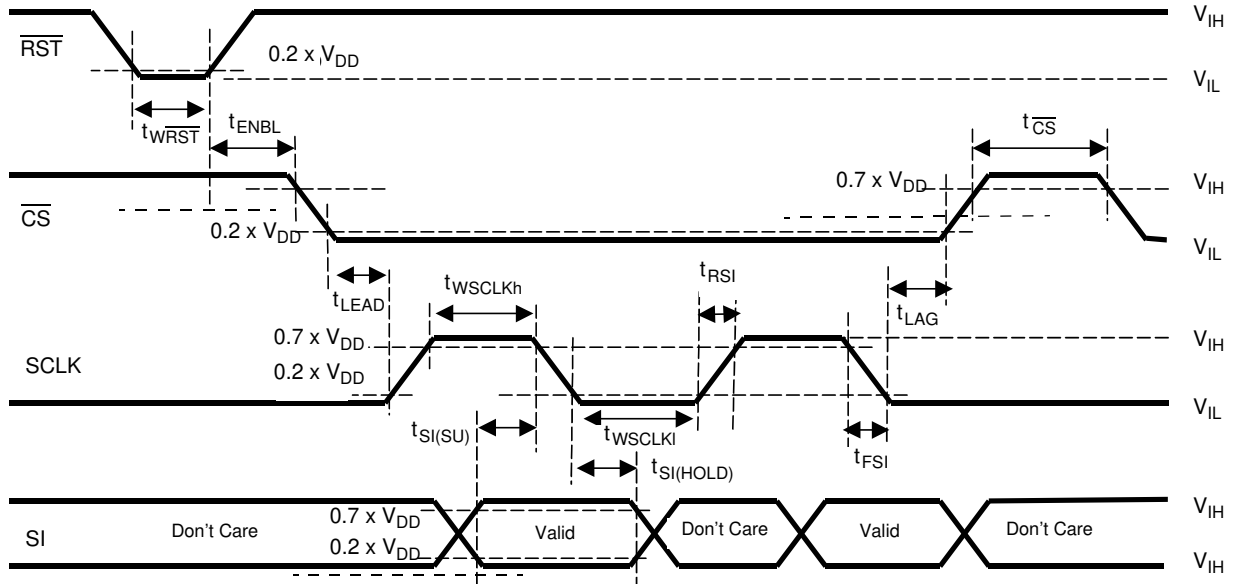 V_IH
RST
0.2 x V_DD
V_IL
t_WRST
t_ENBL
t_CS
0.7 x V_DD
V_IH
CS
0.2 x V_DD
V_IL
t_LEAD
t_WSCLKh
t_RSI
t_LAG
0.7 x V_DD
V_IH
SCLK
0.2 x V_DD
V_IL
t_SI(SU)
t_WSCLKl
t_FSI
t_SI(HOLD)
V_IH
0.7 x V_DD
SI
Don't Care
Valid
Don't Care
Valid
Don't Care
0.2 x V_DD
V_IH